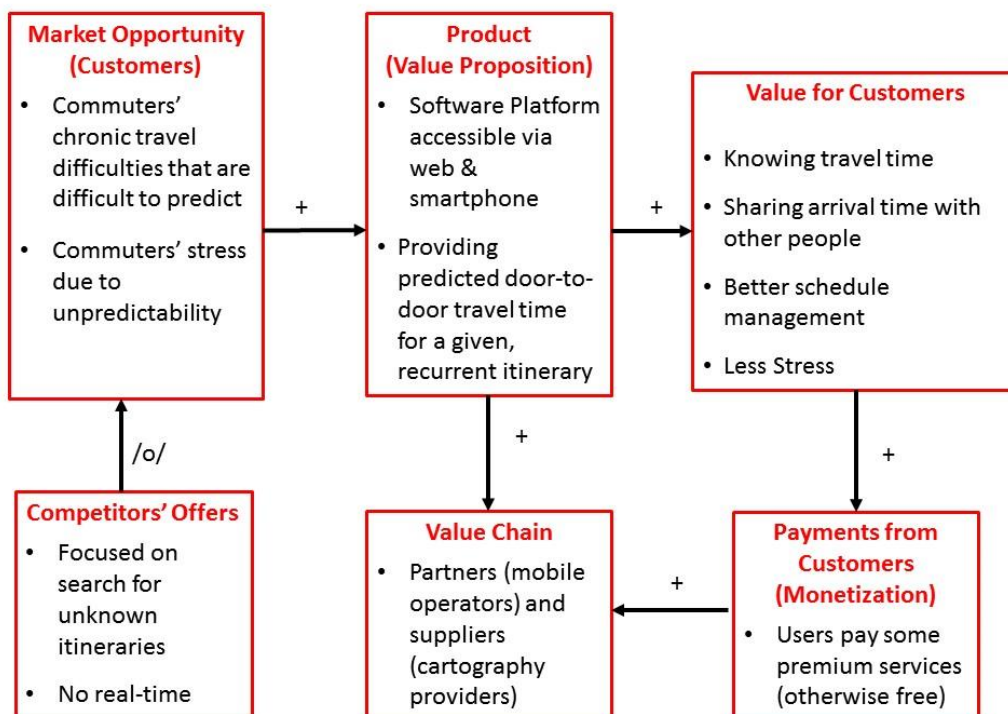 Market Opportunity
(Customers)
• Commuters’
chronic travel
difficulties that are
difficult to predict
• Commuters’ stress
due to
unpredictability
+
Product
(Value Proposition)
• Software Platform
accessible via
web &
smartphone
• Providing
predicted door-to-
door travel time
for a given,
recurrent itinerary
+
Value for Customers
• Knowing travel time
• Sharing arrival time with
other people
• Better schedule
management
• Less Stress
/o/
+
+
Competitors’ Offers
• Focused on
search for
unknown
itineraries
• No real-time
Value Chain
• Partners (mobile
operators) and
suppliers
(cartography
providers)
+
Payments from
Customers
(Monetization)
• Users pay some
premium services
(otherwise free)